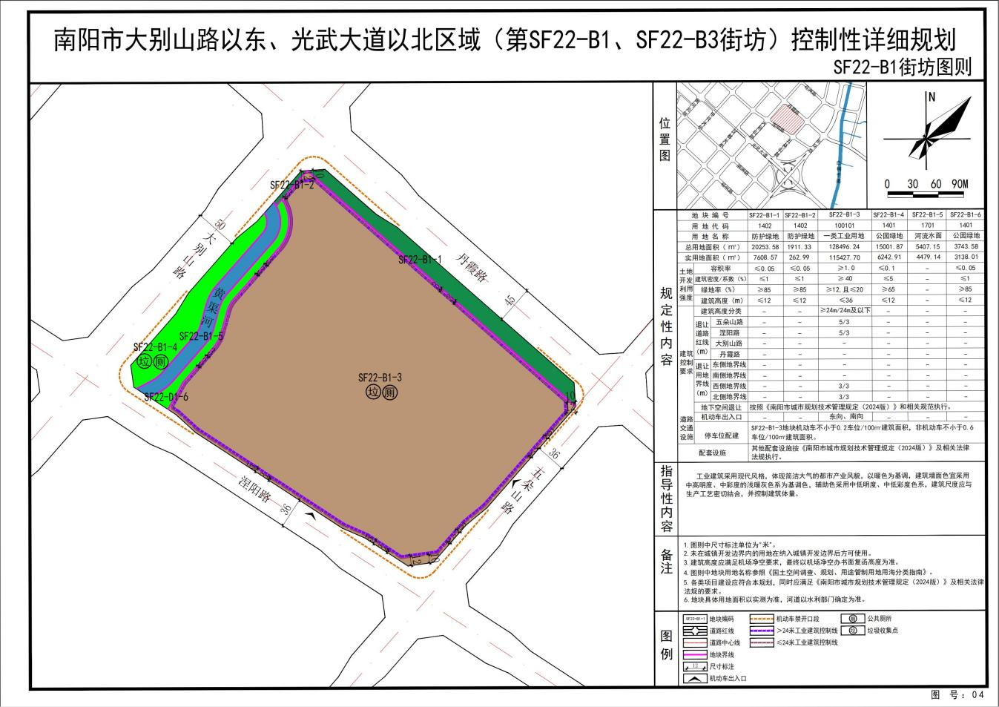 南阳市大别山路以东、光武大道以北区域（第SF22-B1、SF22-B3街坊）控制性详细规划
SF22-B1街坊图则
SF22-B1-2
SF22-B1-1
SF22-B1-5
SF22-B1-4
SF22-B1-3
垃 厕
垃 厕
大别山路
丹霞路
涅阳路
五朵山路
黄渠河
50
45
36
36
位置图
N
0 30 60 90M
规定性内容
地块编号 SF22-B1-1 SF22-B1-2 SF22-B1-3 SF22-B1-4 SF22-B1-5 SF22-B1-6
用地代码 1402 1402 100101 1401 1701 1401
用地名称 防护绿地 防护绿地 一类工业用地 公园绿地 河流水面 公园绿地
总用地面积（㎡） 20253.58 1911.33 128496.24 15001.87 5407.15 3743.58
实用地面积（㎡） 7608.57 262.99 115427.70 6242.91 4479.14 3138.01
土地开发利用强度
容积率 ≤0.05 ≤0.05 ≥1.0 ≤0.1 – ≤0.05
建筑密度/系数（%） ≤1 ≤1 ≥40 ≤5 – ≤1
绿地率（%） ≥85 ≥85 ≥12,且≤20 ≥65 – ≥85
建筑高度（m） ≤12 ≤12 ≤36 ≤12 – ≤12
建筑控制要求
建筑高度分类 – – ≥24m/24m及以下 – – –
退让道路红线(m)
五朵山路 – – 5/3 – – –
涅阳路 – – 5/3 – – –
大别山路 – – – – – –
丹霞路 – – – – – –
退让用地界线(m)
东侧地界线 – – – – – –
南侧地界线 – – – – – –
西侧地界线 – – 3/3 – – –
北侧地界线 – – 3/3 – – –
地下空间退让 按照《南阳市城市规划技术管理规定（2024版）》和相关规范执行。
道路交通设施
机动车出入口 – – 东向、南向 – – –
停车位配建 SF22-B1-3地块机动车不小于0.2车位/100㎡建筑面积，非机动车不小于0.6
车位/100㎡建筑面积。
配套设施 其他配套设施按《南阳市城市规划技术管理规定（2024版）》及相关法律
法规执行。
指导性内容
工业建筑采用现代风格，体现简洁大气的都市产业风貌，以暖色为基调，建筑墙面色宜采用
中高明度、中彩度的浅暖灰色系为基调色，辅助色采用中低明度、中低彩度色系，建筑尺度应与
生产工艺密切结合，并控制建筑体量。
备注
1.图则中尺寸标注单位为"米"。
2.未在城镇开发边界内的用地在纳入城镇开发边界后方可使用。
3.建筑高度应满足机场净空要求，最终以机场净空办书面复函高度为准。
4.图则中地块用地名称参照《国土空间调查、规划、用途管制用地用海分类指南》。
5.各类项目建设应符合本规划，同时应满足《南阳市城市规划技术管理规定（2024版）》及相关法律
法规的要求。
6.地块具体用地面积以实测为准，河道以水利部门确定为准。
图例
SF22-B1-1 地块编码
机动车禁开口段
厕 公共厕所
道路红线
>24米工业建筑控制线
垃 垃圾收集点
道路中心线
≤24米工业建筑控制线
地块界线
12 尺寸标注
机动车出入口
图 号：04